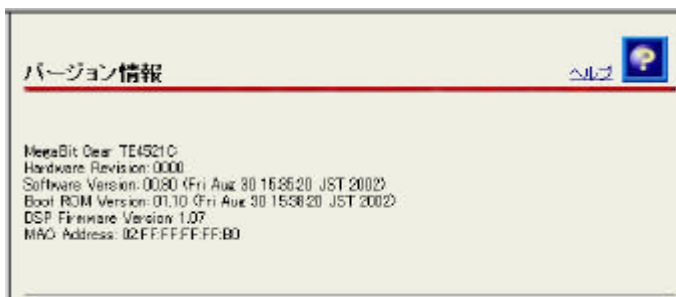 バージョン情報
ヘルプ
MegaBit Gear TE4521C
Hardware Revision: 0000
Software Version: 00.80 (Fri Aug 30 15:35:20 JST 2002)
Boot ROM Version: 01.10 (Fri Aug 30 15:38:20 JST 2002)
DSP Firmware Version 1.07
MAC Address: 02:FF:FF:FF:FF:B0